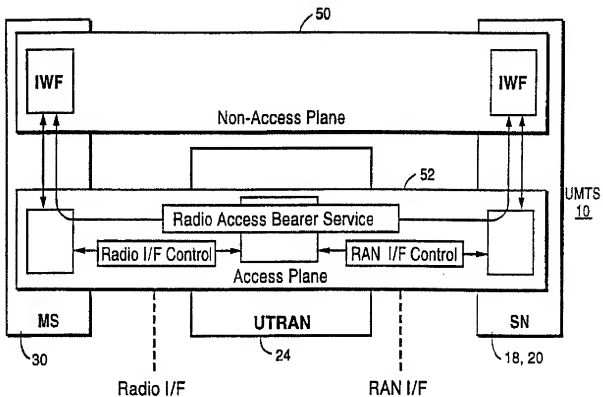 50
IWF
IWF
Non-Access Plane
52
UMTS
10
Radio Access Bearer Service
Radio I/F Control
RAN I/F Control
Access Plane
MS
UTRAN
SN
30
24
18, 20
Radio I/F
RAN I/F